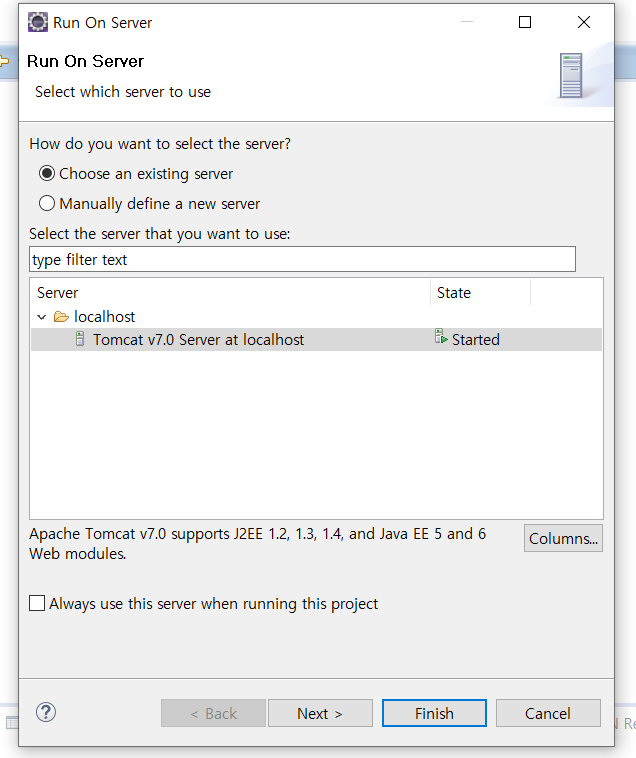 Run On Server
Run On Server
Select which server to use
How do you want to select the server?
Choose an existing server
Manually define a new server
Select the server that you want to use:
type filter text
Server State
localhost
Tomcat v7.0 Server at localhost Started
Apache Tomcat v7.0 supports J2EE 1.2, 1.3, 1.4, and Java EE 5 and 6
Web modules.
Columns...
Always use this server when running this project
< Back Next > Finish Cancel